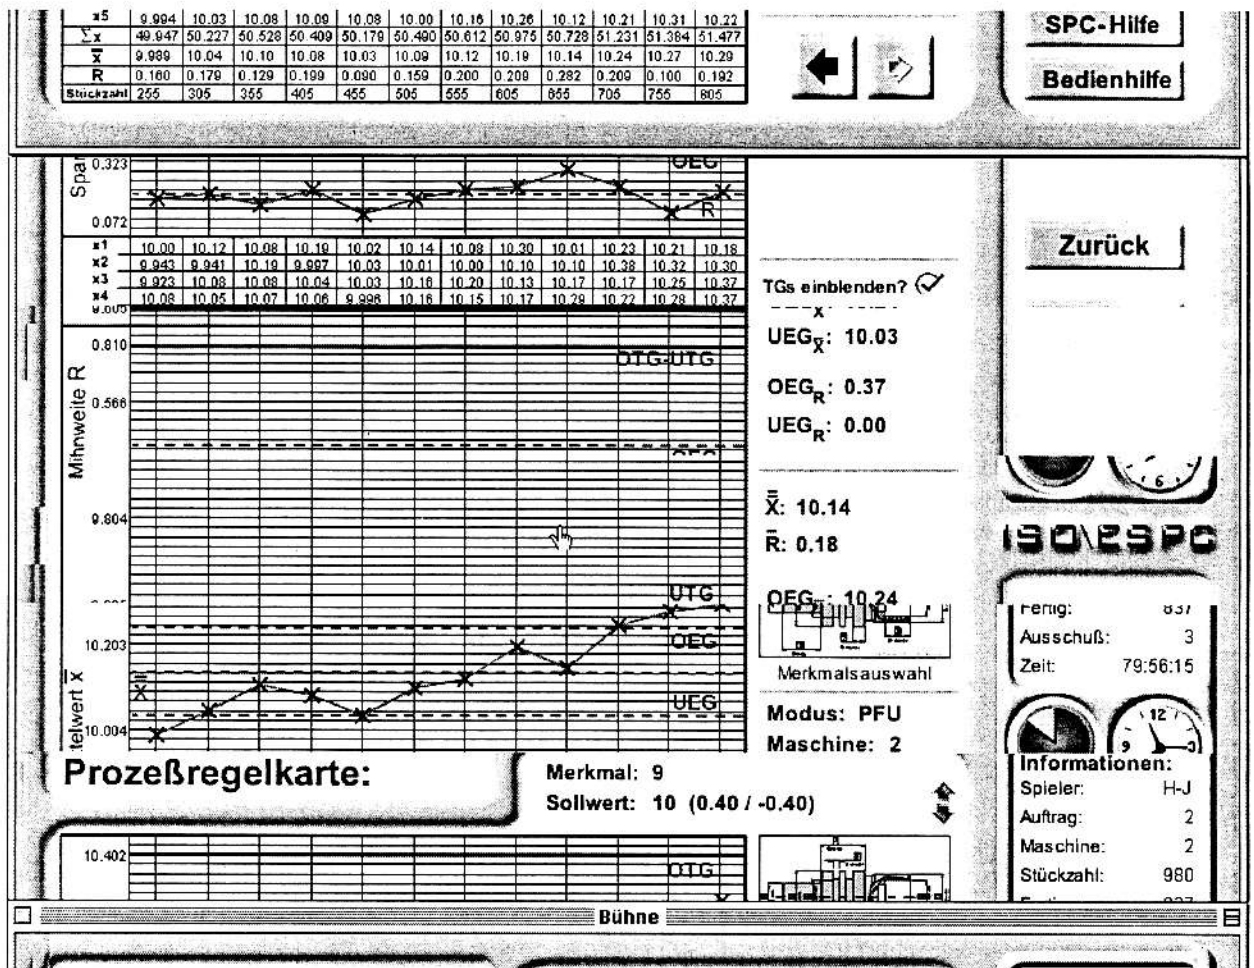 x5 9.994 10.03 10.08 10.09 10.08 10.00 10.16 10.26 10.12 10.21 10.31 10.22
Σx 49.947 50.227 50.528 50.409 50.179 50.490 50.612 50.975 50.728 51.231 51.384 51.477
x̅ 9.989 10.04 10.10 10.08 10.03 10.09 10.12 10.19 10.14 10.24 10.27 10.29
R 0.160 0.179 0.129 0.199 0.090 0.159 0.200 0.209 0.282 0.209 0.100 0.192
Stückzahl 255 305 355 405 455 505 555 605 655 705 755 805
SPC-Hilfe
Bedienhilfe
Spar
0.323
OEG
R
0.072
x1 10.00 10.12 10.08 10.19 10.02 10.14 10.08 10.30 10.01 10.23 10.21 10.18
x2 9.943 9.941 10.19 9.997 10.03 10.01 10.00 10.10 10.10 10.38 10.32 10.30
x3 9.923 10.08 10.08 10.04 10.03 10.16 10.20 10.13 10.17 10.17 10.25 10.37
x4 10.08 10.05 10.07 10.06 9.996 10.16 10.15 10.17 10.29 10.22 10.28 10.37
Zurück
TGs einblenden?
x
UEGx̅: 10.03
OEGR: 0.37
UEGR: 0.00
0.810
OTG-UTG
Mihnweite R
0.566
9.804
X̿: 10.14
R̅: 0.18
OEG : 10.24
UTG
OEG
10.203
X̿
UEG
10.004
telwert x̅
Merkmalsauswahl
Modus: PFU
Maschine: 2
ISO\ESPC
Fertig: 837
Ausschuß: 3
Zeit: 79:56:15
12
3
9
6
Prozeßregelkarte:
Merkmal: 9
Sollwert: 10 (0.40 / -0.40)
Informationen:
Spieler: H-J
Auftrag: 2
Maschine: 2
Stückzahl: 980
10.402
OTG
Bühne